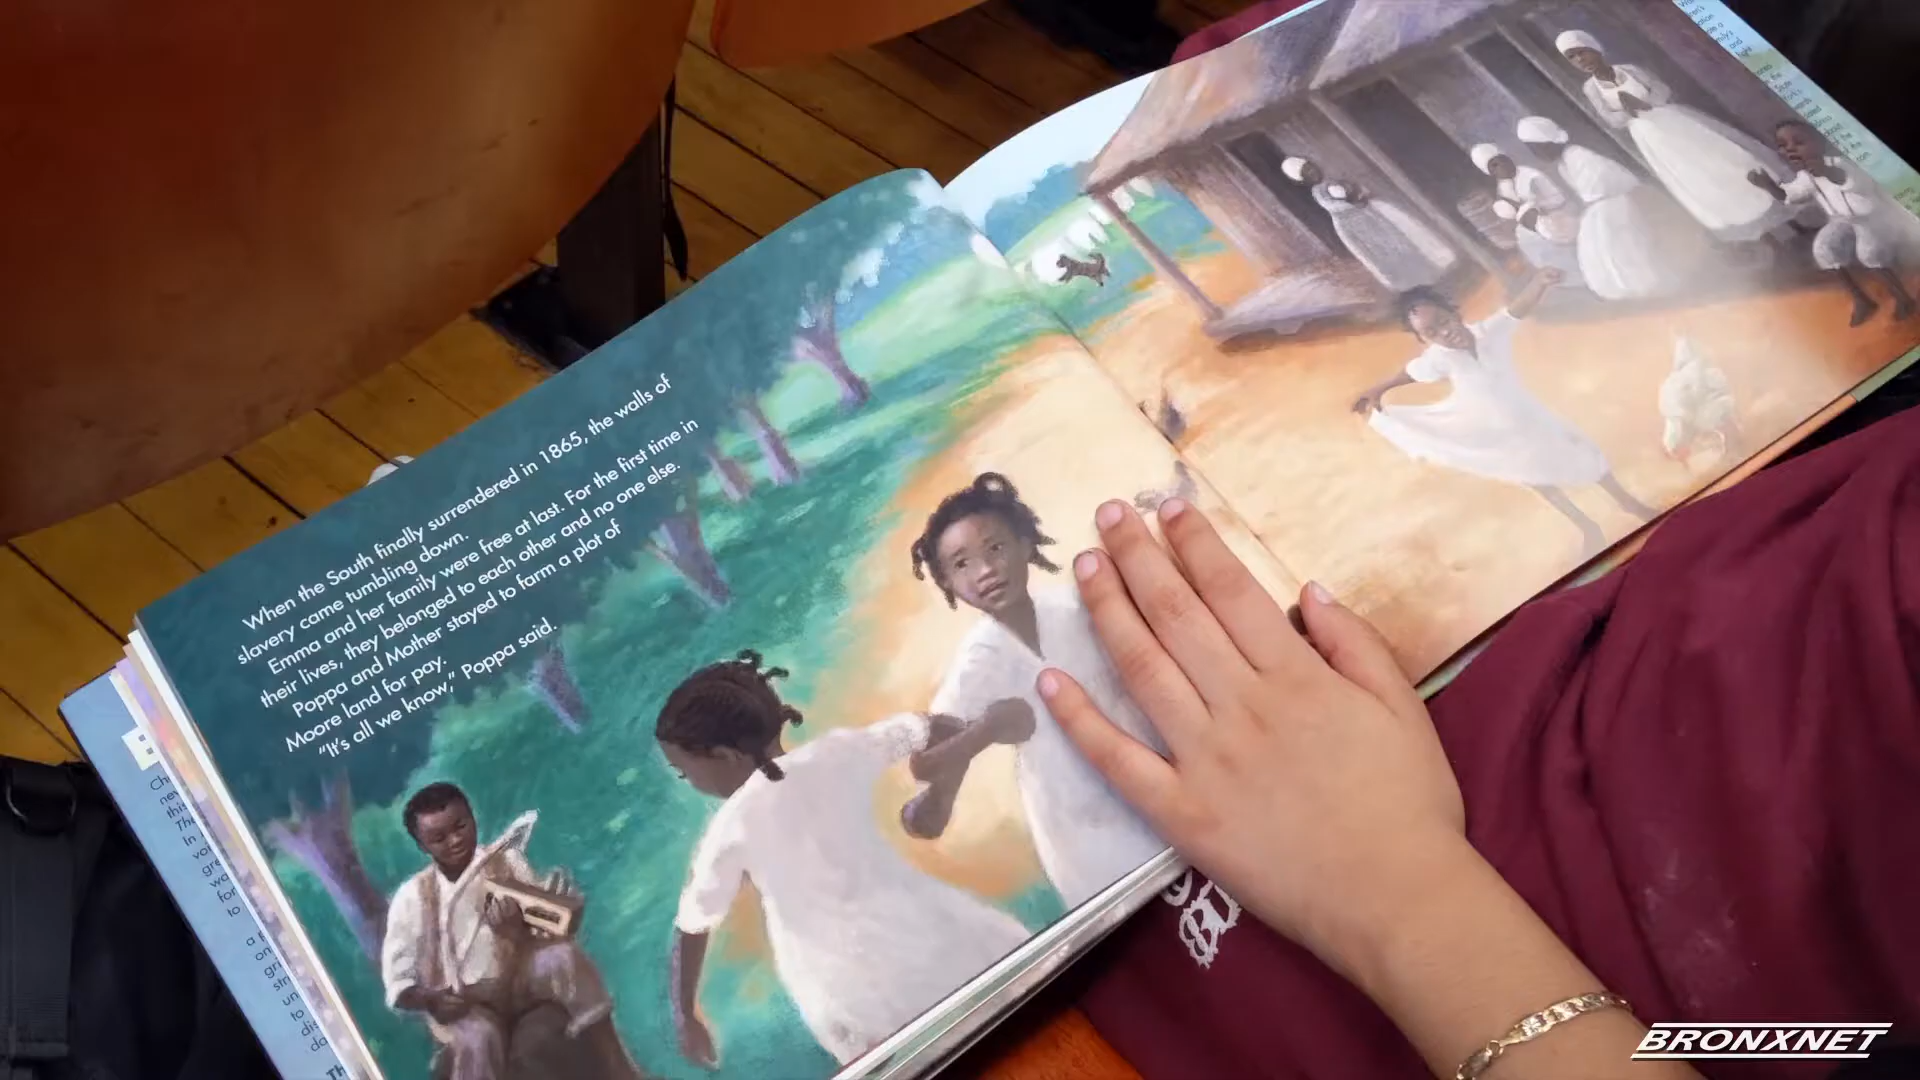 When the South finally surrendered in 1865, the walls of
slavery came tumbling down.
Emma and her family were free at last. For the first time in
their lives, they belonged to each other and no one else.
Poppa and Mother stayed to farm a plot of
Moore land for pay.
"It's all we know," Poppa said.
BRONXNET